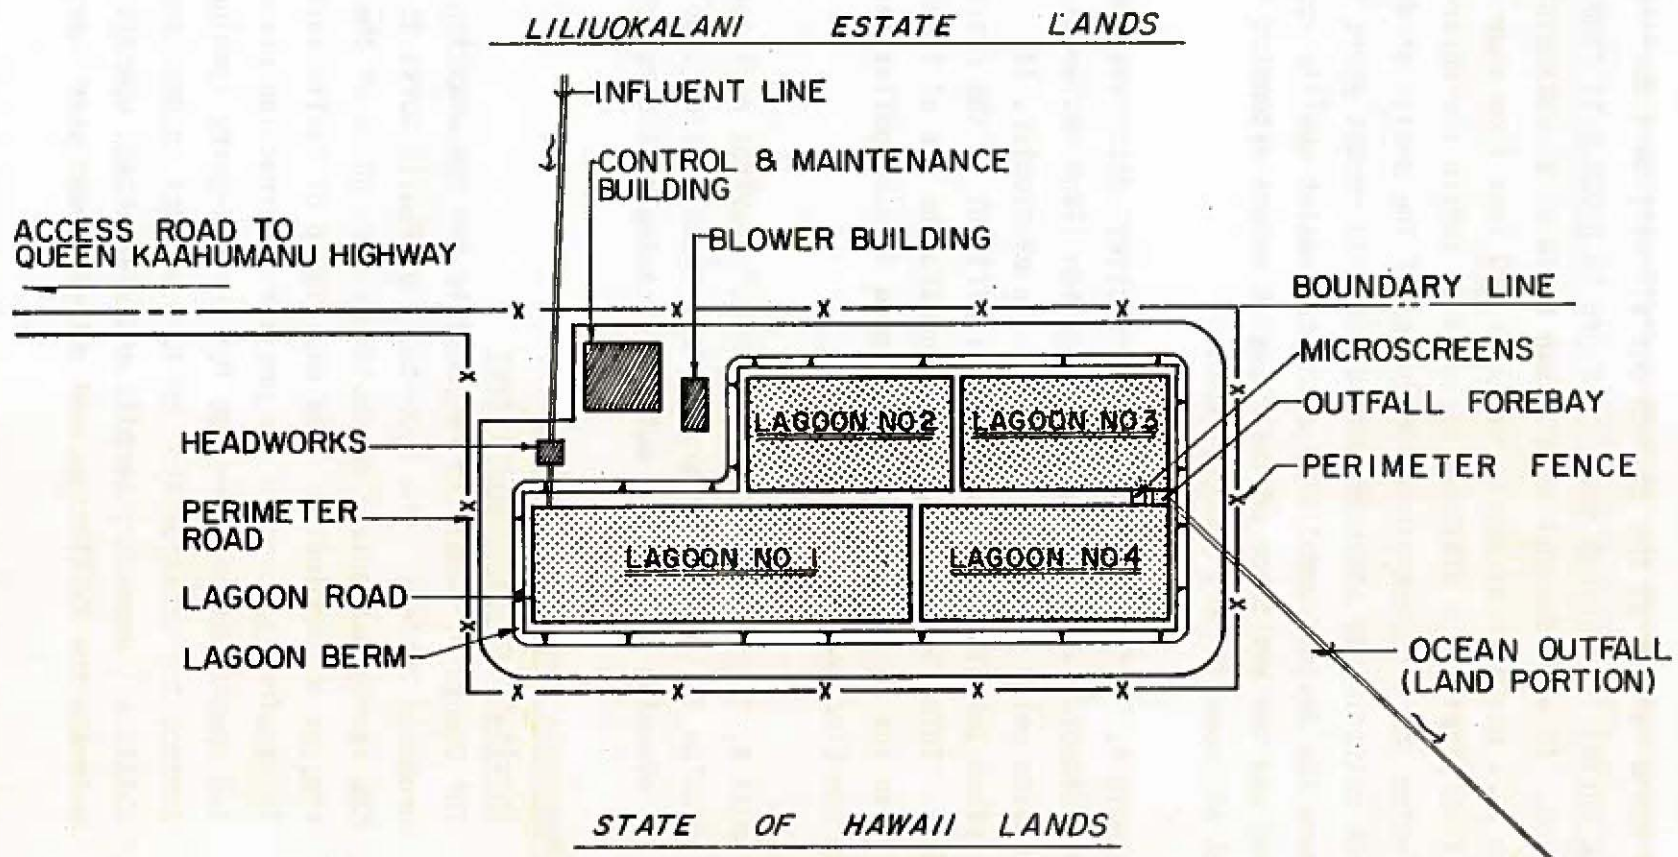 LILIUOKALANI ESTATE LANDS
INFLUENT LINE
CONTROL & MAINTENANCE
BUILDING
ACCESS ROAD TO
QUEEN KAAHUMANU HIGHWAY
BLOWER BUILDING
BOUNDARY LINE
MICROSCREENS
OUTFALL FOREBAY
LAGOON NO 2
LAGOON NO 3
HEADWORKS
PERIMETER FENCE
PERIMETER
ROAD
LAGOON NO. 1
LAGOON NO 4
LAGOON ROAD
LAGOON BERM
OCEAN OUTFALL
(LAND PORTION)
STATE OF HAWAII LANDS